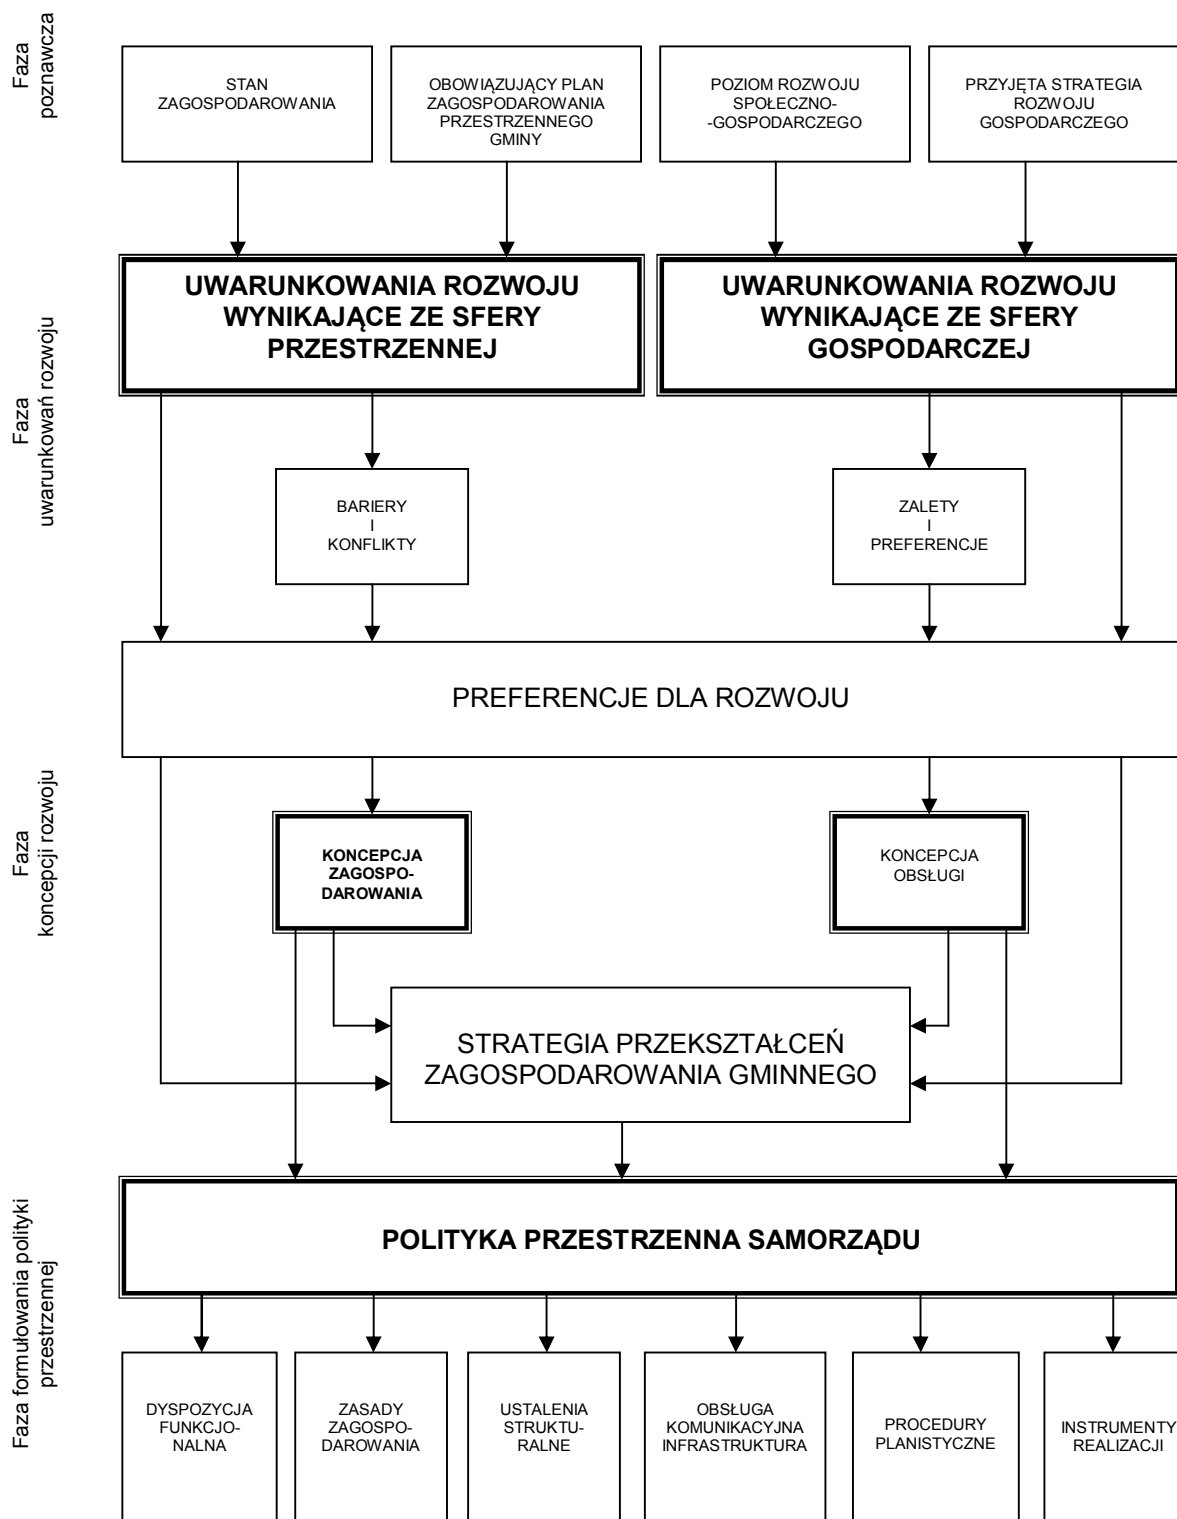 Faza
poznawcza
STAN
ZAGOSPODAROWANIA
OBOWIĄZUJĄCY PLAN
ZAGOSPODAROWANIA
PRZESTRZENNEGO
GMINY
POZIOM ROZWOJU
SPOŁECZNO-
-GOSPODARCZEGO
PRZYJĘTA STRATEGIA
ROZWOJU
GOSPODARCZEGO
Faza
uwarunkowań rozwoju
UWARUNKOWANIA ROZWOJU
WYNIKAJĄCE ZE SFERY
PRZESTRZENNEJ
UWARUNKOWANIA ROZWOJU
WYNIKAJĄCE ZE SFERY
GOSPODARCZEJ
BARIERY
I
KONFLIKTY
ZALETY
I
PREFERENCJE
PREFERENCJE DLA ROZWOJU
Faza
koncepcji rozwoju
KONCEPCJA
ZAGOSPO-
DAROWANIA
KONCEPCJA
OBSŁUGI
STRATEGIA PRZEKSZTAŁCEŃ
ZAGOSPODAROWANIA GMINNEGO
Faza formułowania polityki
przestrzennej
POLITYKA PRZESTRZENNA SAMORZĄDU
DYSPOZYCJA
FUNKCJO-
NALNA
ZASADY
ZAGOSPO-
DAROWANIA
USTALENIA
STRUKTU-
RALNE
OBSŁUGA
KOMUNIKACYJNA
INFRASTRUKTURA
PROCEDURY
PLANISTYCZNE
INSTRUMENTY
REALIZACJI